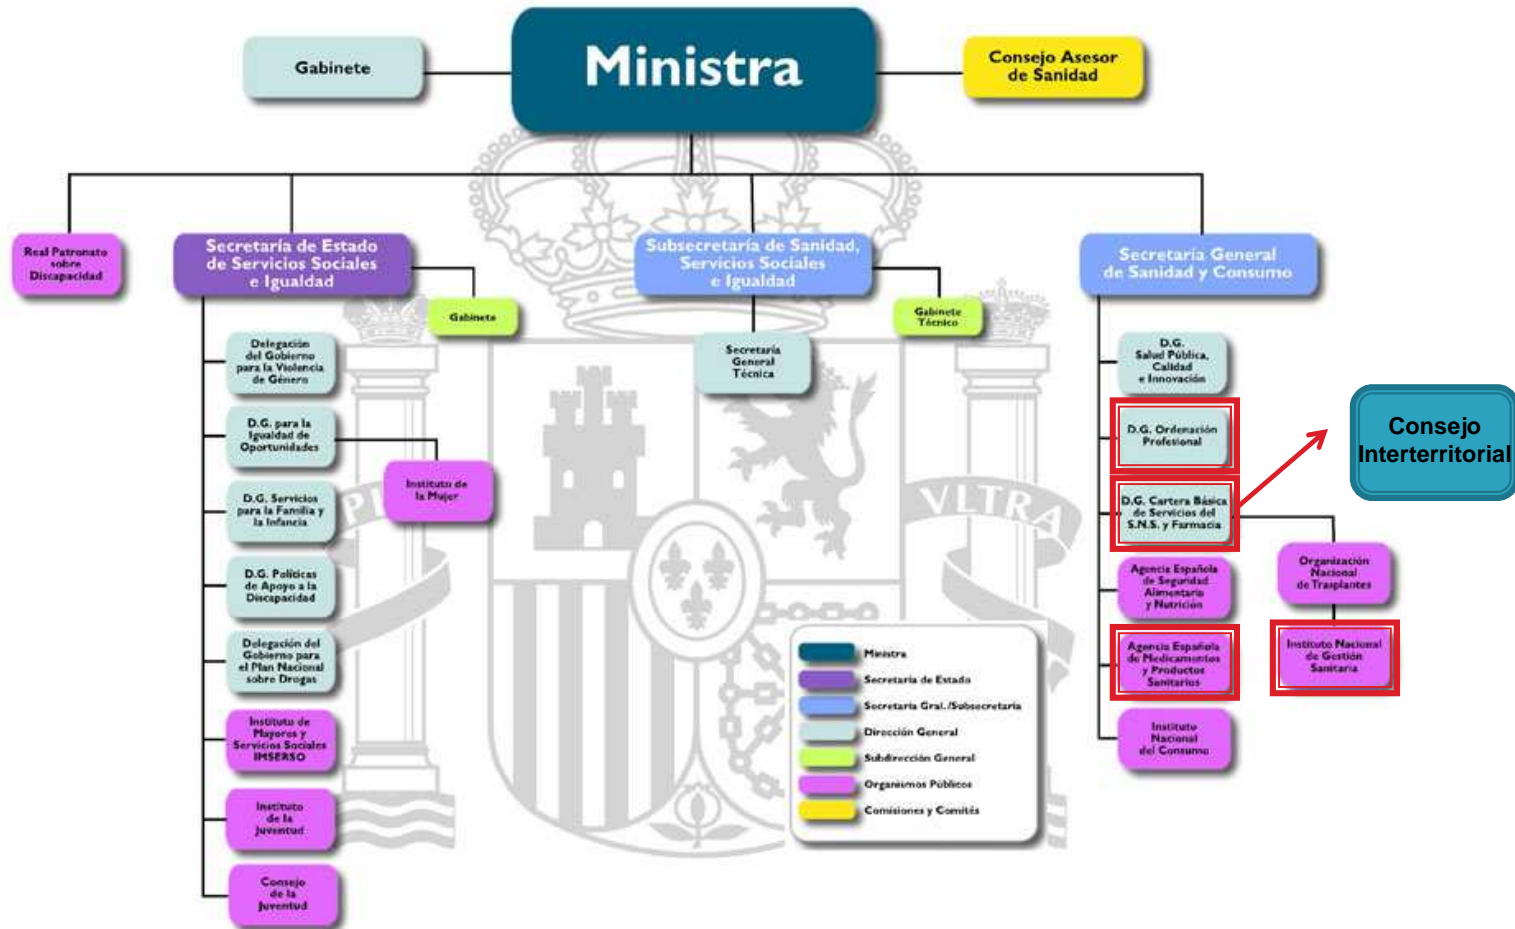 Gabinete
Ministra
Consejo Asesor
de Sanidad
Real Patronato
sobre
Discapacidad
Secretaría de Estado
de Servicios Sociales
e Igualdad
Gabinete
Subsecretaría de Sanidad,
Servicios Sociales
e Igualdad
Gabinete
Técnico
Secretaría
General
Técnica
Secretaría General
de Sanidad y Consumo
Delegación
del Gobierno
para la Violencia
de Género
D.G. para la
Igualdad de
Oportunidades
Instituto de
la Mujer
D.G. Servicios
para la Familia y
la Infancia
D.G. Políticas
de Apoyo a la
Discapacidad
Delegación del
Gobierno para
el Plan Nacional
sobre Drogas
Instituto de
Mayores y
Servicios Sociales
IMSERSO
Instituto
de la
Juventud
Consejo
de la
Juventud
D.G.
Salud Pública,
Calidad
e Innovación
D.G. Ordenación
Profesional
D.G. Cartera Básica
de Servicios del
S.N.S. y Farmacia
Consejo
Interterritorial
Agencia Española
de Seguridad
Alimentaria
y Nutrición
Organización
Nacional
de Trasplantes
Agencia Española
de Medicamentos
y Productos
Sanitarios
Instituto Nacional
de Gestión
Sanitaria
Instituto
Nacional
del Consumo
Ministra
Secretaría de Estado
Secretaría Gral./Subsecretaría
Dirección General
Subdirección General
Organismos Públicos
Comisiones y Comités
VLTRA